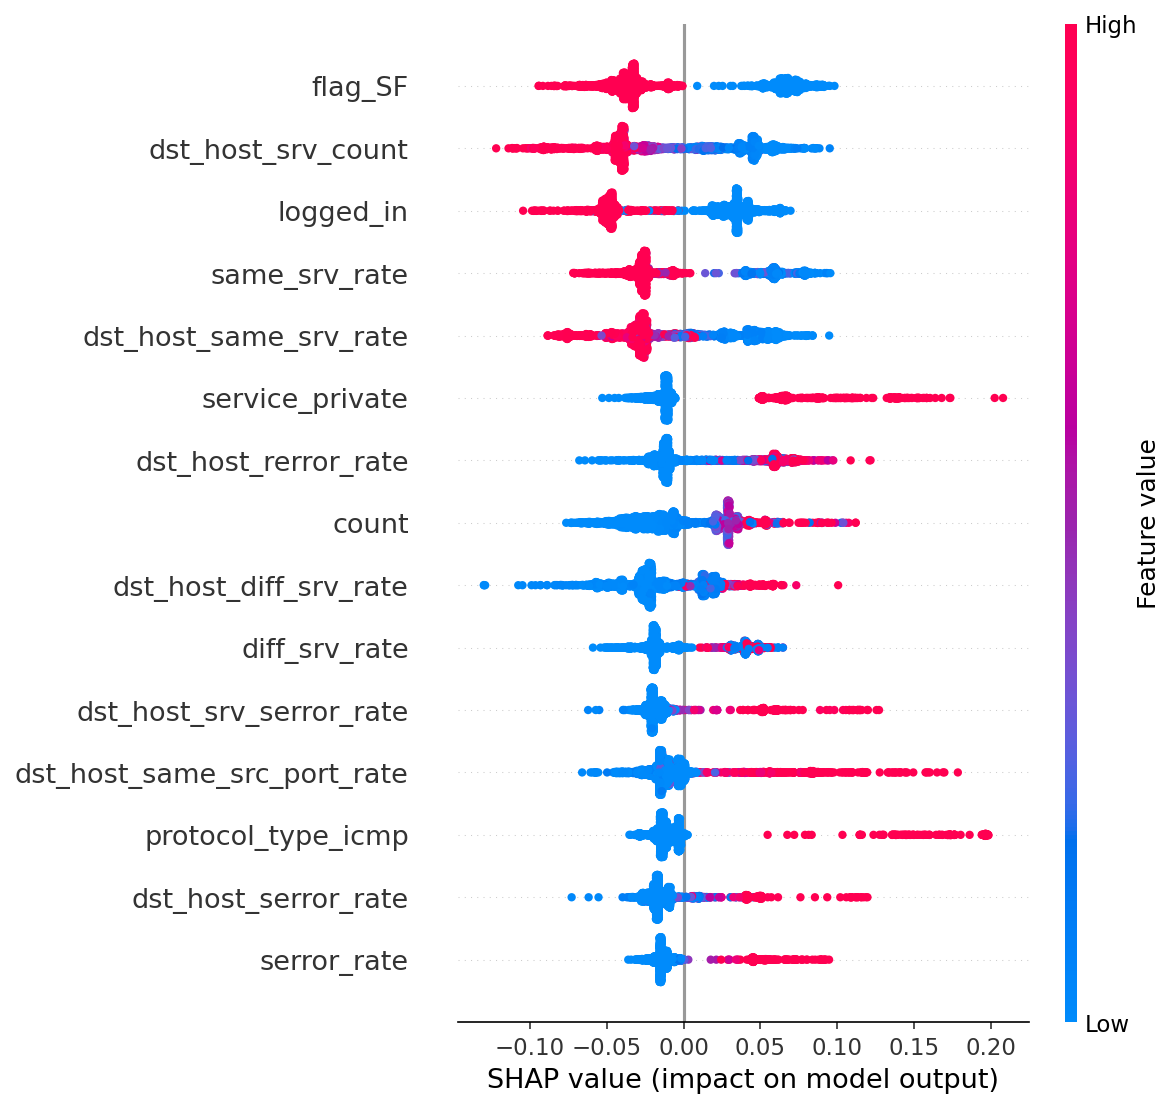 High
flag_SF
dst_host_srv_count
logged_in
same_srv_rate
dst_host_same_srv_rate
service_private
dst_host_rerror_rate
count
dst_host_diff_srv_rate
diff_srv_rate
dst_host_srv_serror_rate
dst_host_same_src_port_rate
protocol_type_icmp
dst_host_serror_rate
serror_rate
Feature value
Low
−0.10 −0.05 0.00 0.05 0.10 0.15 0.20
SHAP value (impact on model output)